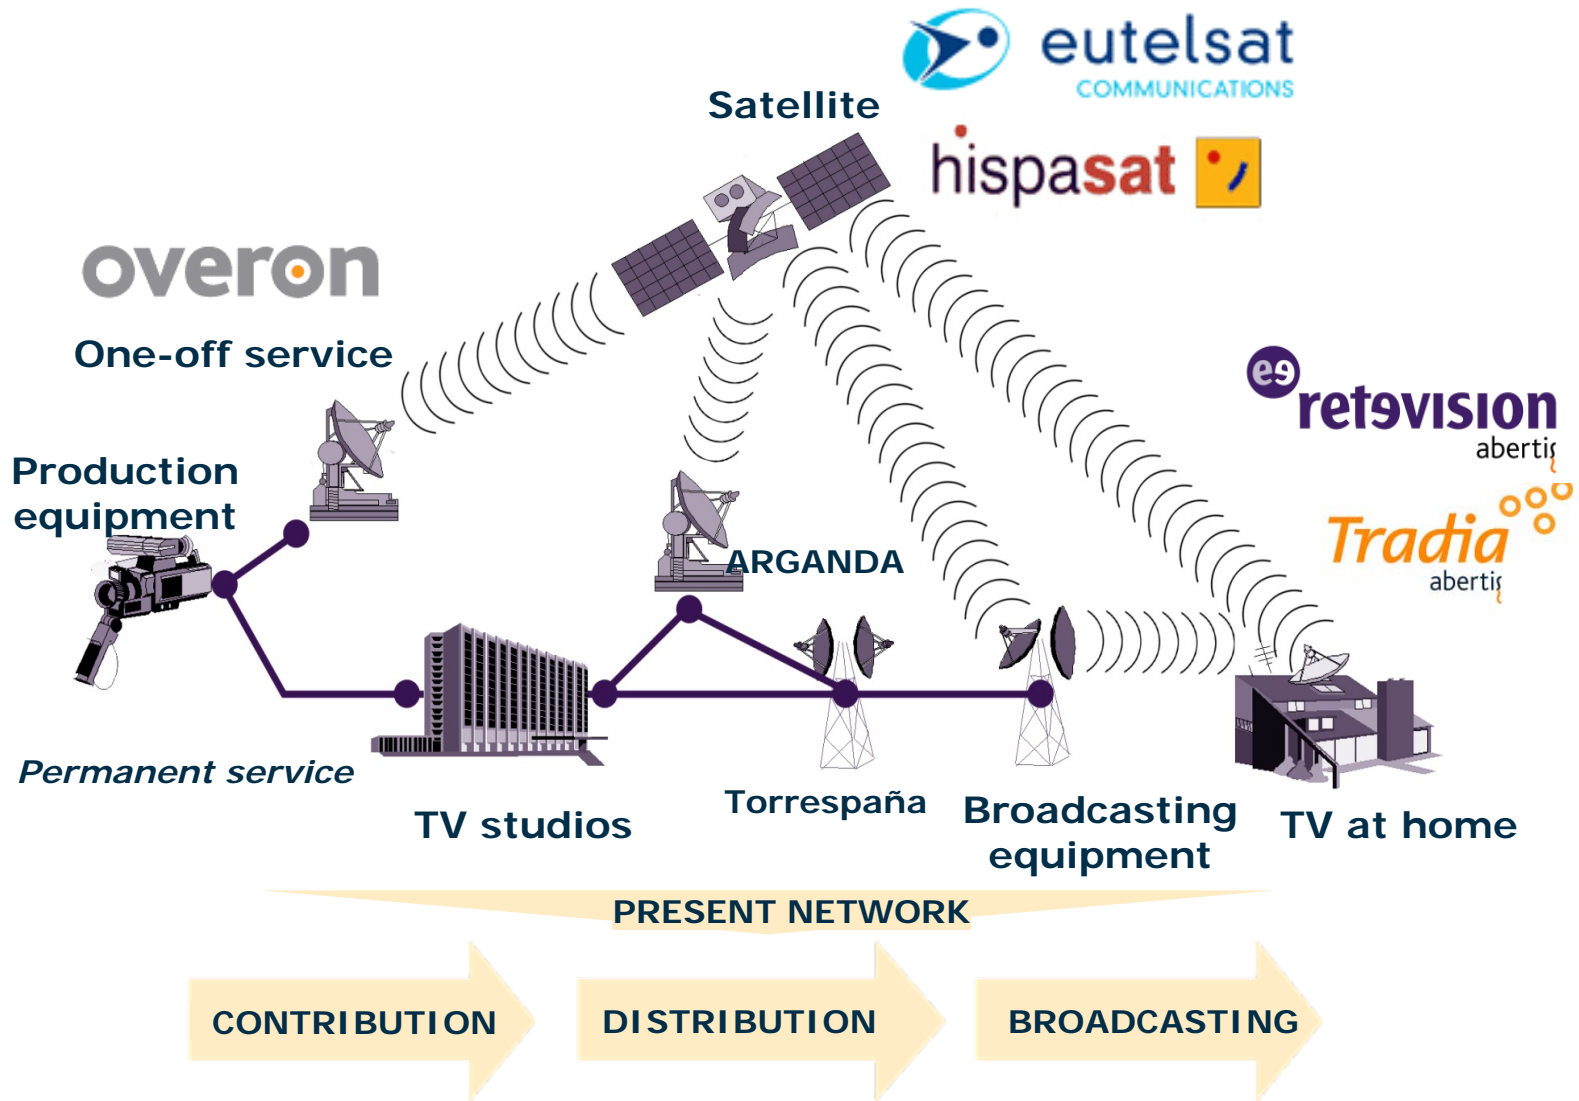 eutelsat
COMMUNICATIONS
Satellite
hispasat
overon
One-off service
retevision
abertis
Production
equipment
Tradia
abertis
ARGANDA
Permanent service
TV studios
Torrespaña
Broadcasting
equipment
TV at home
PRESENT NETWORK
CONTRIBUTION
DISTRIBUTION
BROADCASTING